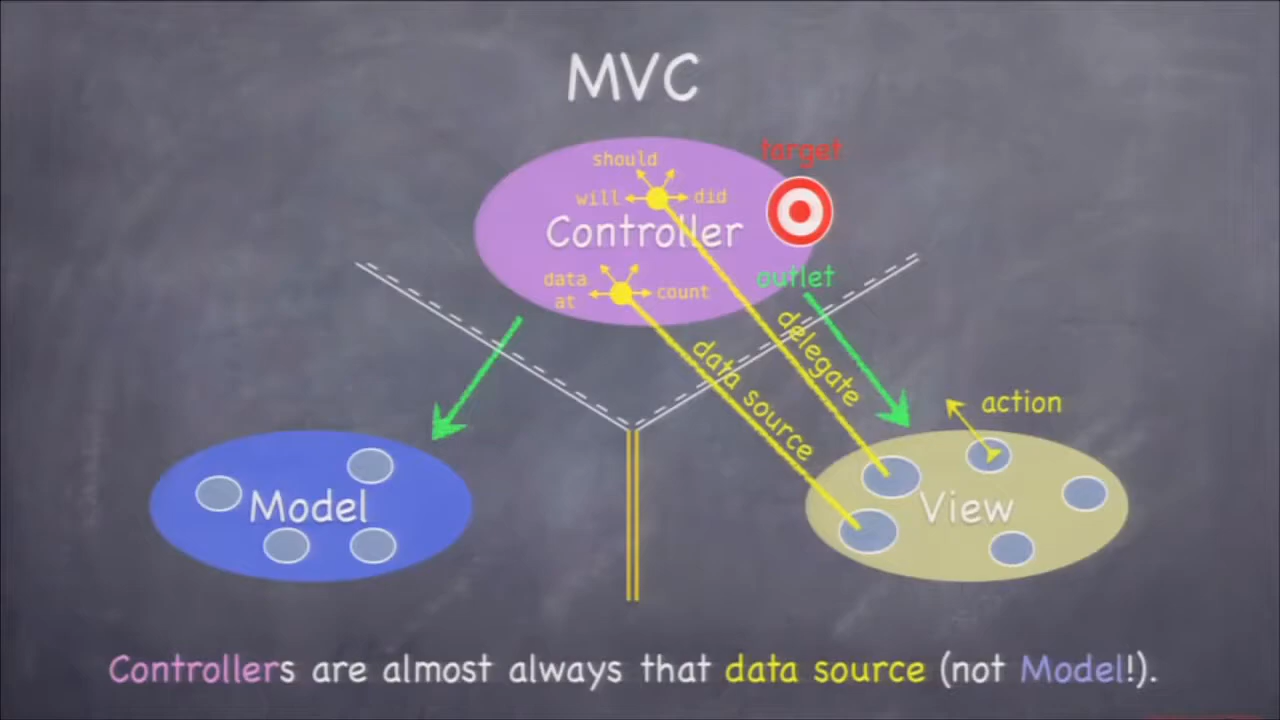 MVC
target
should
will
did
Controller
outlet
data
at
count
delegate
data source
action
Model
View
Controllers are almost always that data source (not Model!).